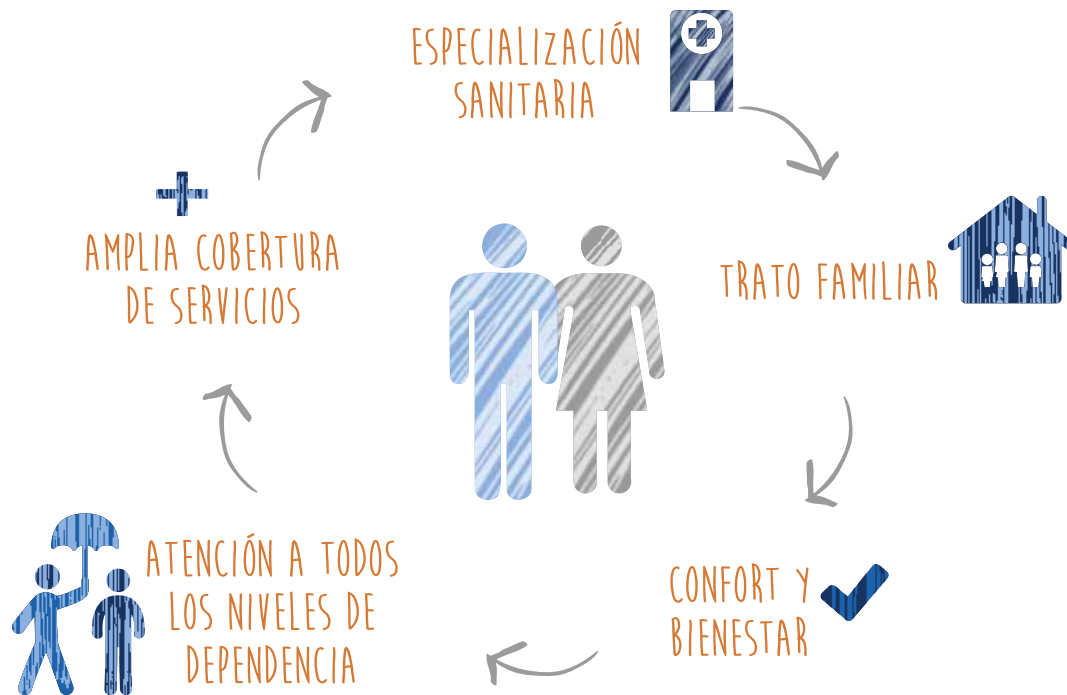 ESPECIALIZACIÓN
SANITARIA
TRATO FAMILIAR
CONFORT Y
BIENESTAR
ATENCIÓN A TODOS
LOS NIVELES DE
DEPENDENCIA
AMPLIA COBERTURA
DE SERVICIOS